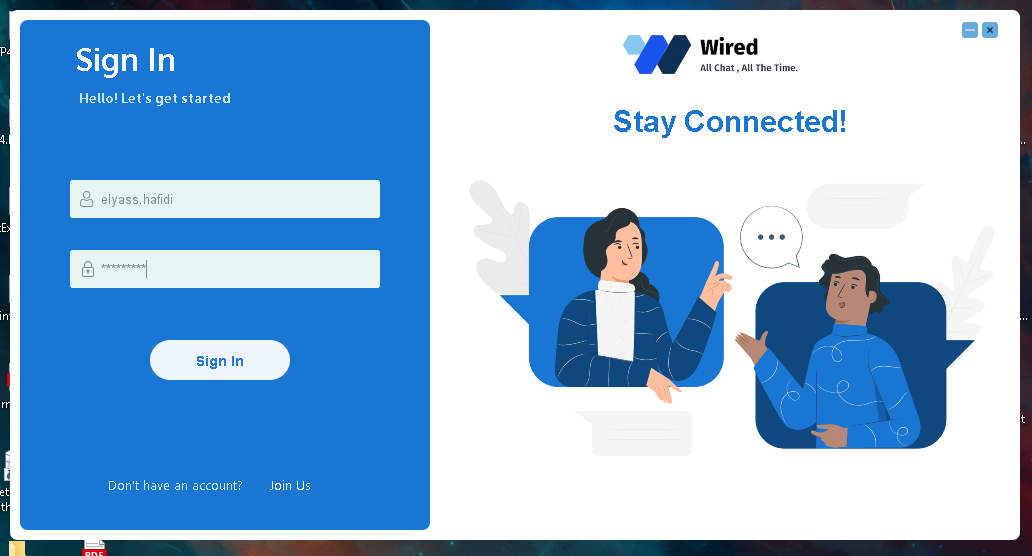 Sign In
Hello! Let's get started
elyass.hafidi
*********
Sign In
Don't have an account? Join Us
Wired
All Chat , All The Time.
Stay Connected!
PDF